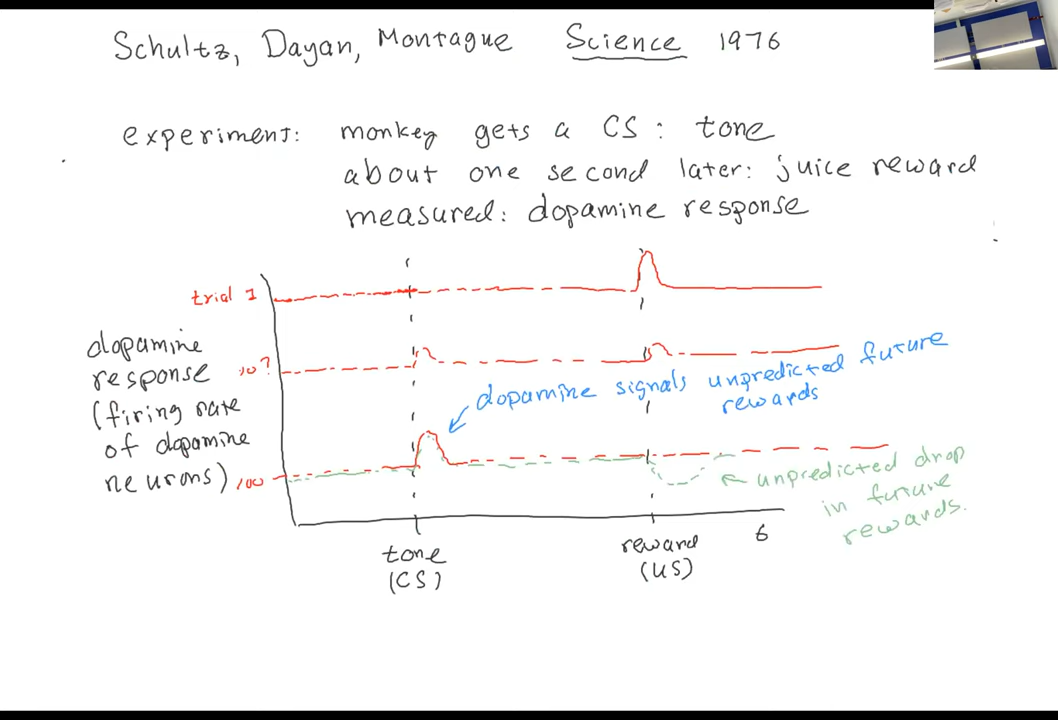 Schultz, Dayan, Montague Science 1976
experiment: monkey gets a CS: tone
about one second later: juice reward
measured: dopamine response
trial 1
dopamine
response
(firing rate
of dopamine
neurons)
10?
100
dopamine signals unpredicted future
rewards
unpredicted drop
in future
rewards.
tone
(CS)
reward
(US)
6